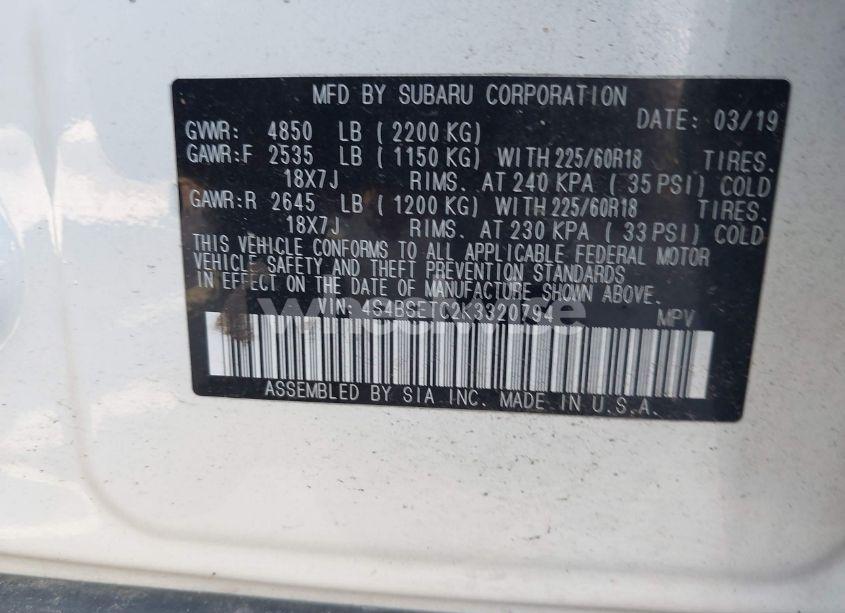 MFD BY SUBARU CORPORATION
DATE: 03/19
GVWR: 4850 LB (2200 KG)
GAWR:F 2535 LB (1150 KG) WITH 225/60R18 TIRES.
18X7J RIMS. AT 240 KPA (35 PSI) COLD
GAWR:R 2645 LB (1200 KG) WITH 225/60R18 TIRES.
18X7J RIMS. AT 230 KPA (33 PSI) COLD
THIS VEHICLE CONFORMS TO ALL APPLICABLE FEDERAL MOTOR
VEHICLE SAFETY AND THEFT PREVENTION STANDARDS
IN EFFECT ON THE DATE OF MANUFACTURE SHOWN ABOVE.
VIN: 4S4BSETC2K3320794 MPV
ASSEMBLED BY SIA INC. MADE IN U.S.A.